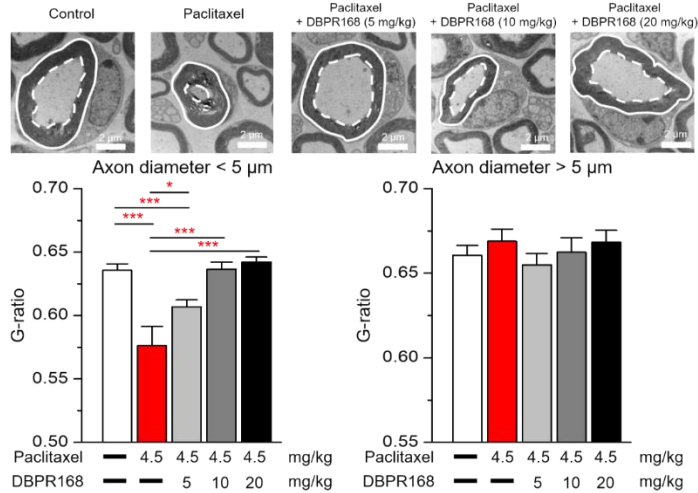 Control
Paclitaxel
Paclitaxel
+ DBPR168 (5 mg/kg)
Paclitaxel
+ DBPR168 (10 mg/kg)
Paclitaxel
+ DBPR168 (20 mg/kg)
2 µm
2 µm
2 µm
2 µm
2 µm
Axon diameter < 5 µm
0.70
0.65
0.60
0.55
0.50
G-ratio
*
***
***
***
***
Paclitaxel – 4.5 4.5 4.5 4.5 mg/kg
DBPR168 – – 5 10 20 mg/kg
Axon diameter > 5 µm
0.70
0.65
0.60
0.55
G-ratio
Paclitaxel – 4.5 4.5 4.5 4.5 mg/kg
DBPR168 – – 5 10 20 mg/kg